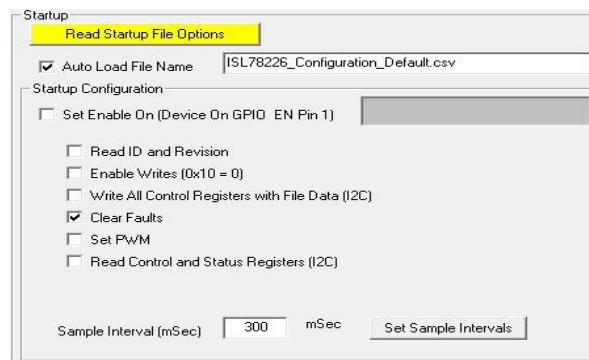 Startup
Read Startup File Options
Auto Load File Name ISL78226_Configuration_Default.csv
Startup Configuration
Set Enable On (Device On GPIO EN Pin 1)
Read ID and Revision
Enable Writes (0x10 = 0)
Write All Control Registers with File Data (I2C)
Clear Faults
Set PWM
Read Control and Status Registers (I2C)
Sample Interval (mSec) 300 mSec Set Sample Intervals